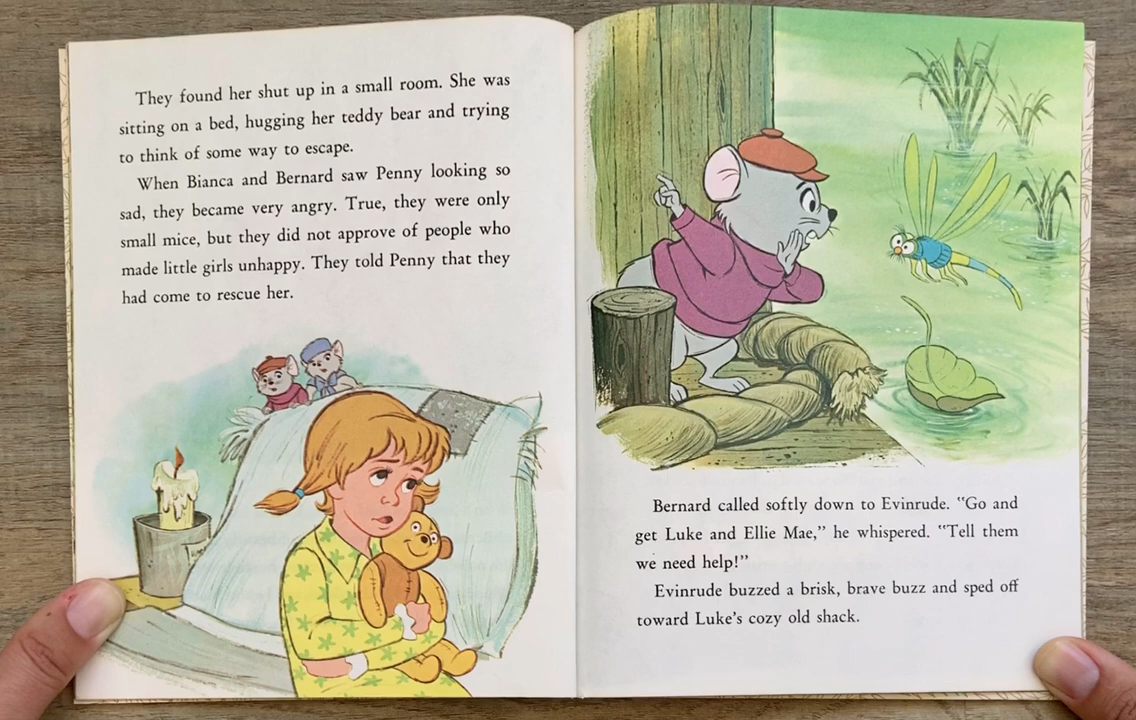 They found her shut up in a small room. She was
sitting on a bed, hugging her teddy bear and trying
to think of some way to escape.
When Bianca and Bernard saw Penny looking so
sad, they became very angry. True, they were only
small mice, but they did not approve of people who
made little girls unhappy. They told Penny that they
had come to rescue her.
Bernard called softly down to Evinrude. "Go and
get Luke and Ellie Mae," he whispered. "Tell them
we need help!"
Evinrude buzzed a brisk, brave buzz and sped off
toward Luke's cozy old shack.